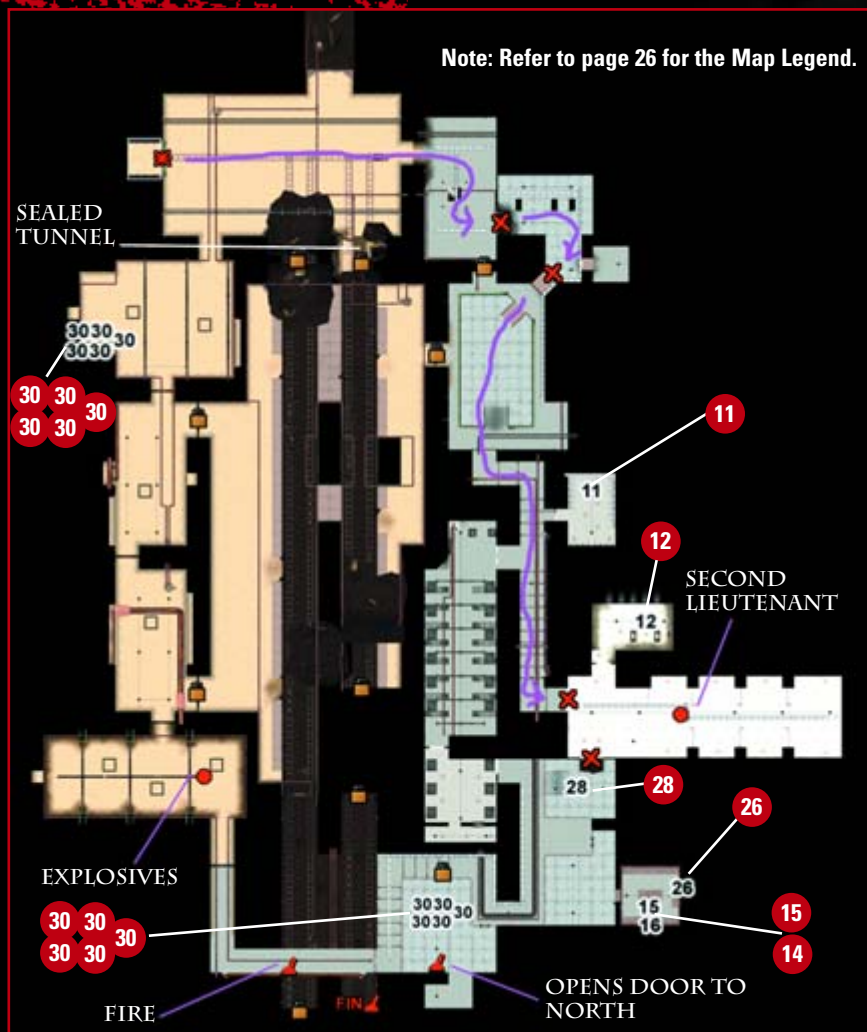 Note: Refer to page 26 for the Map Legend.
SEALED
TUNNEL
30 30
30
30 30
30 30
30
30 30
11
11
12
12
SECOND
LIEUTENANT
28
28
26
26
EXPLOSIVES
30 30
30
30 30
30 30
30
30 30
15
16
15
14
FIRE
FIN
OPENS DOOR TO
NORTH